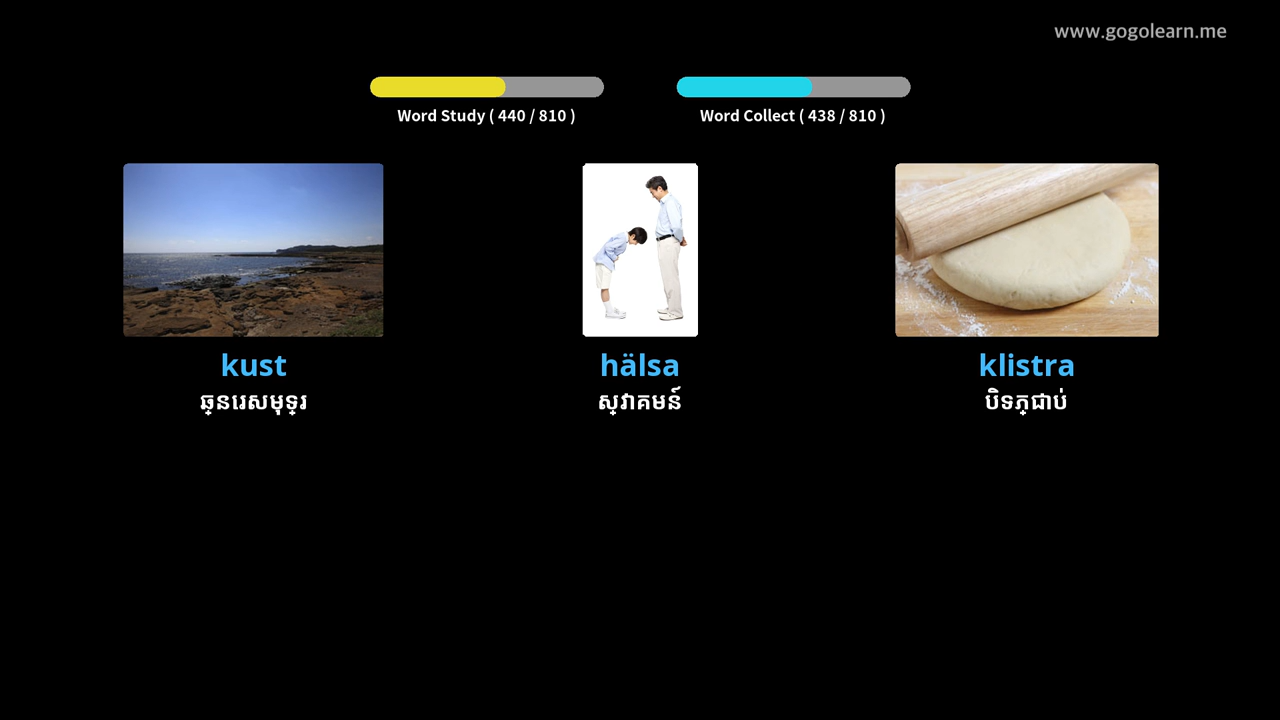 www.gogolearn.me
Word Study ( 440 / 810 )
Word Collect ( 438 / 810 )
kust
ឆ្នេរសមុទ្រ
hälsa
ស្វាគមន៍
klistra
បិទភ្ជាប់